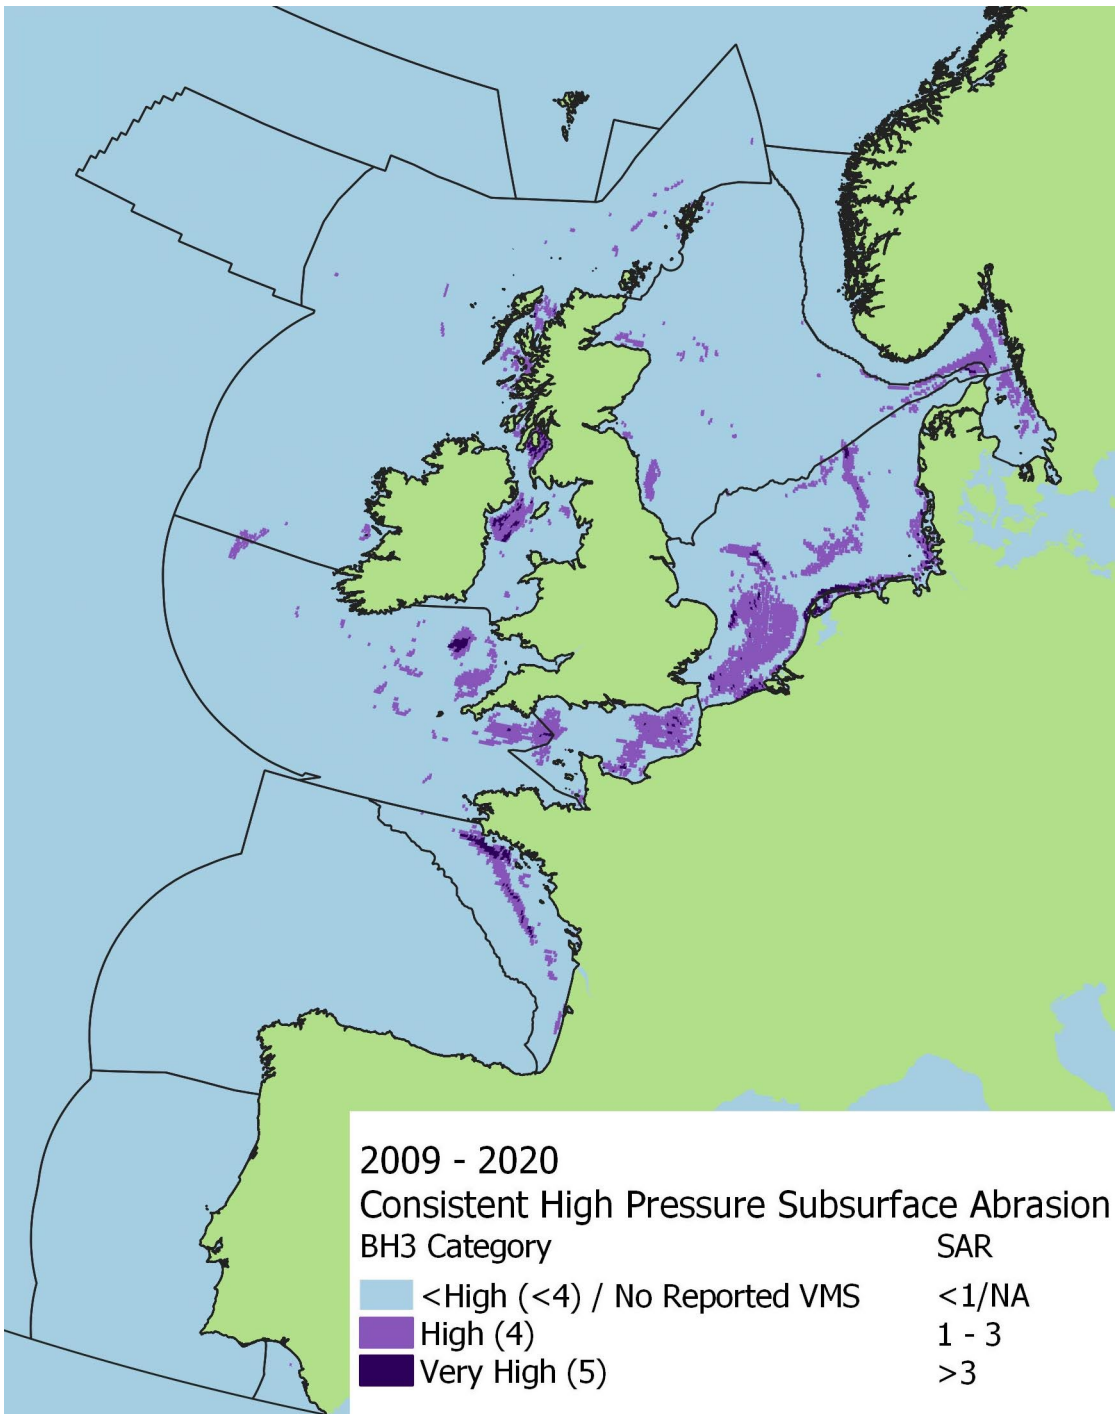 2009 - 2020
Consistent High Pressure Subsurface Abrasion
BH3 Category SAR
<High (<4) / No Reported VMS <1/NA
High (4) 1 - 3
Very High (5) >3